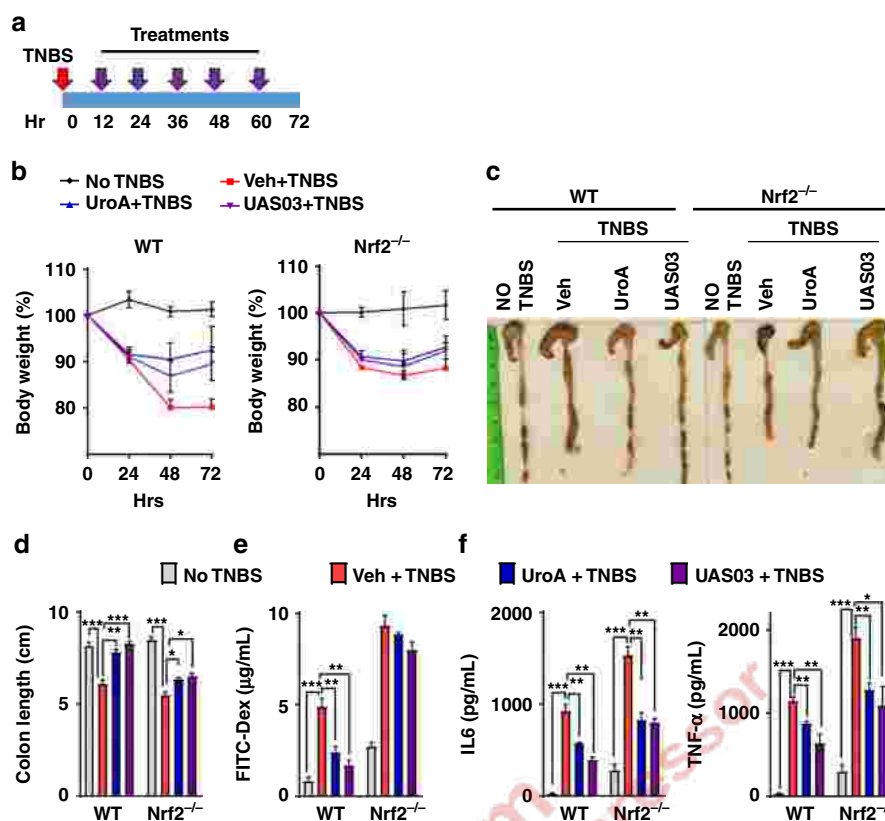 a
Treatments
TNBS
Hr 0 12 24 36 48 60 72
b
No TNBS Veh+TNBS
UroA+TNBS UAS03+TNBS
WT Nrf2–/–
Body weight (%)
110
100
90
80
0 24 48 72
Hrs
Body weight (%)
110
100
90
80
0 24 48 72
Hrs
c
WT Nrf2–/–
TNBS TNBS
NO TNBS Veh UroA UAS03 NO TNBS Veh UroA UAS03
d e f
No TNBS Veh + TNBS UroA + TNBS UAS03 + TNBS
Colon length (cm)
10
5
0
*** *** ** *** * *
WT Nrf2–/–
FITC-Dex (μg/mL)
10
5
0
*** ** **
WT Nrf2–/–
IL6 (pg/mL)
2000
1000
0
*** ** ** *** ** **
WT Nrf2–/–
TNF-α (pg/mL)
2000
1000
0
*** ** ** *** ** *
WT Nrf2–/–